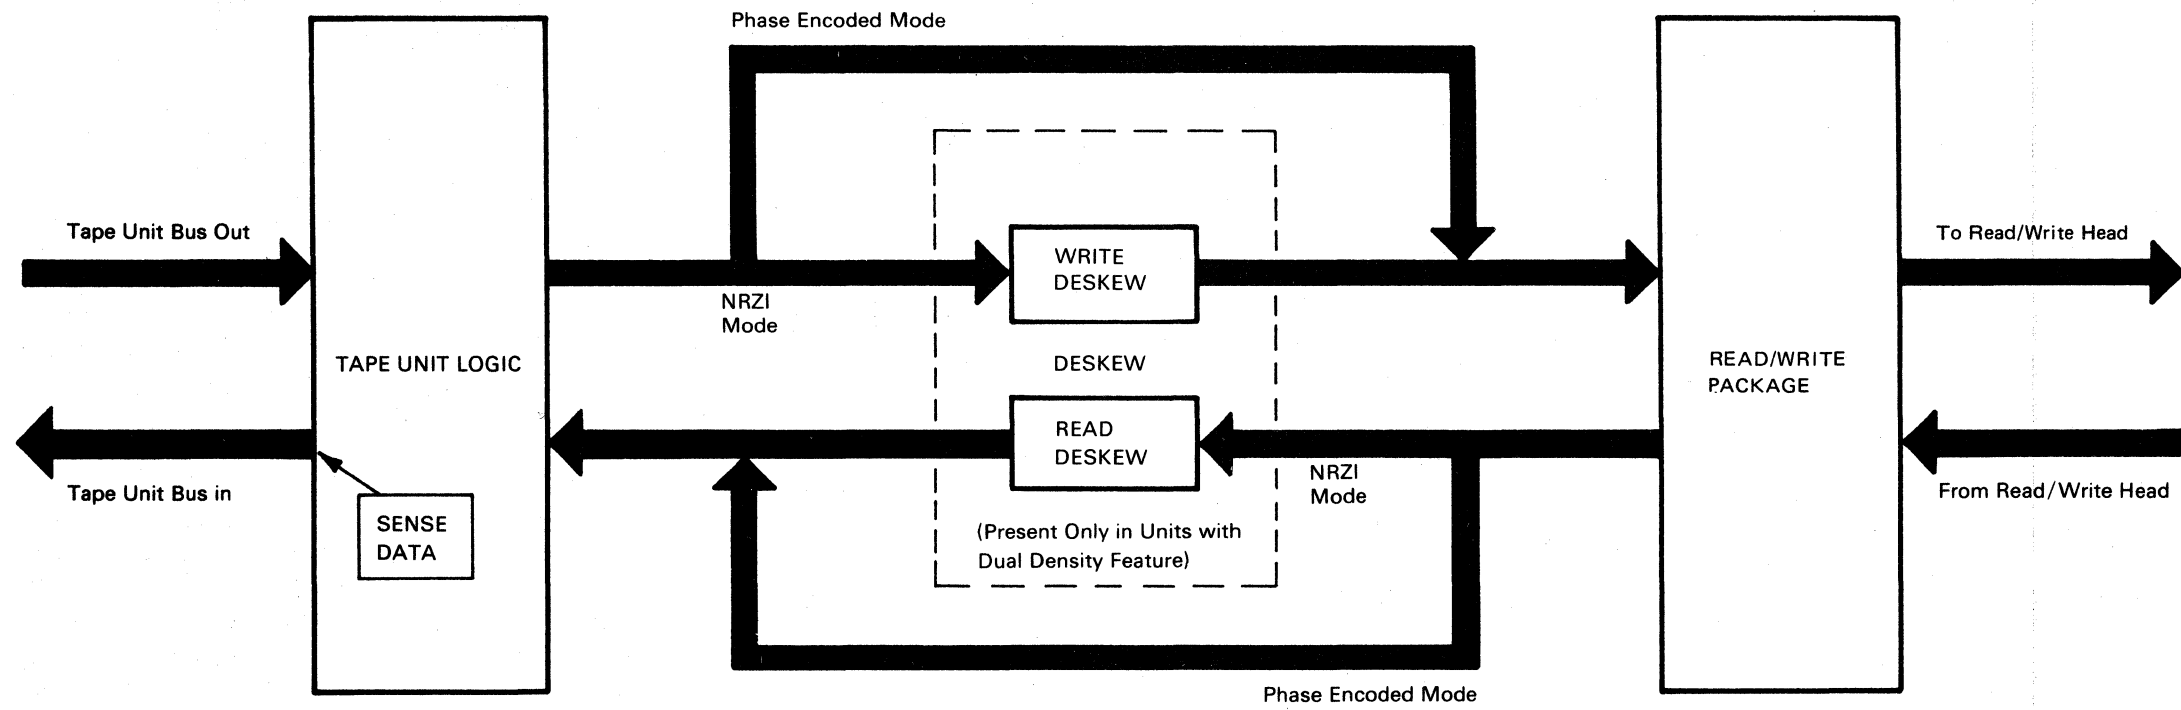 Phase Encoded Mode
Tape Unit Bus Out
To Read/Write Head
WRITE
DESKEW
NRZI
Mode
TAPE UNIT LOGIC
DESKEW
READ/WRITE
PACKAGE
READ
DESKEW
NRZI
Mode
Tape Unit Bus in
From Read/Write Head
SENSE
DATA
(Present Only in Units with
Dual Density Feature)
Phase Encoded Mode